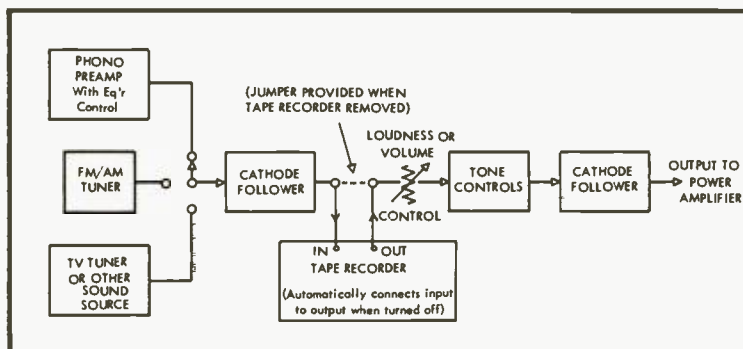 PHONO
PREAMP
With Eq'r
Control
(JUMPER PROVIDED WHEN
TAPE RECORDER REMOVED)
LOUDNESS OR
VOLUME
FM/AM
TUNER
CATHODE
FOLLOWER
TONE
CONTROLS
CATHODE
FOLLOWER
OUTPUT TO
POWER
AMPLIFIER
CONTROL
TV TUNER
OR OTHER
SOUND
SOURCE
IN OUT
TAPE RECORDER
(Automatically connects input
to output when turned off)